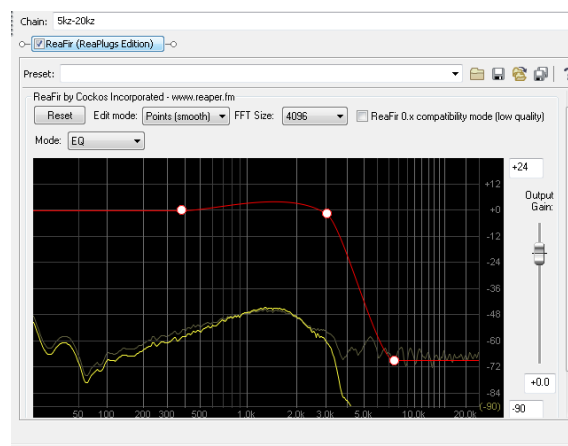 Chain: 5kz-20kz
ReaFir (ReaPlugs Edition)
Preset:
ReaFir by Cockos Incorporated - www.reaper.fm
Reset Edit mode: Points (smooth) FFT Size: 4096 ReaFir 0.x compatibility mode (low quality)
Mode: EQ
+24
+12
Output
Gain:
+0
-12
-24
-36
-48
-60
-72
+0.0
-84
(-90) -90
50 100 200 300 500 1.0k 2.0k 3.0k 5.0k 10.0k 20.0k